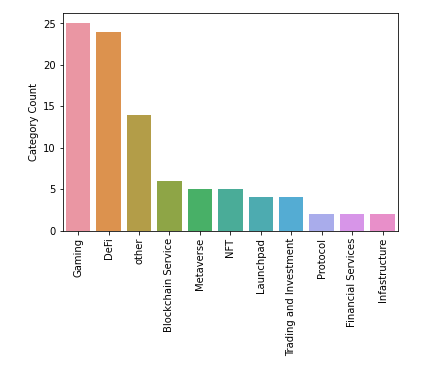 Category Count
25
20
15
10
5
0
Gaming
DeFi
other
Blockchain Service
Metaverse
NFT
Launchpad
Trading and Investment
Protocol
Financial Services
Infastructure